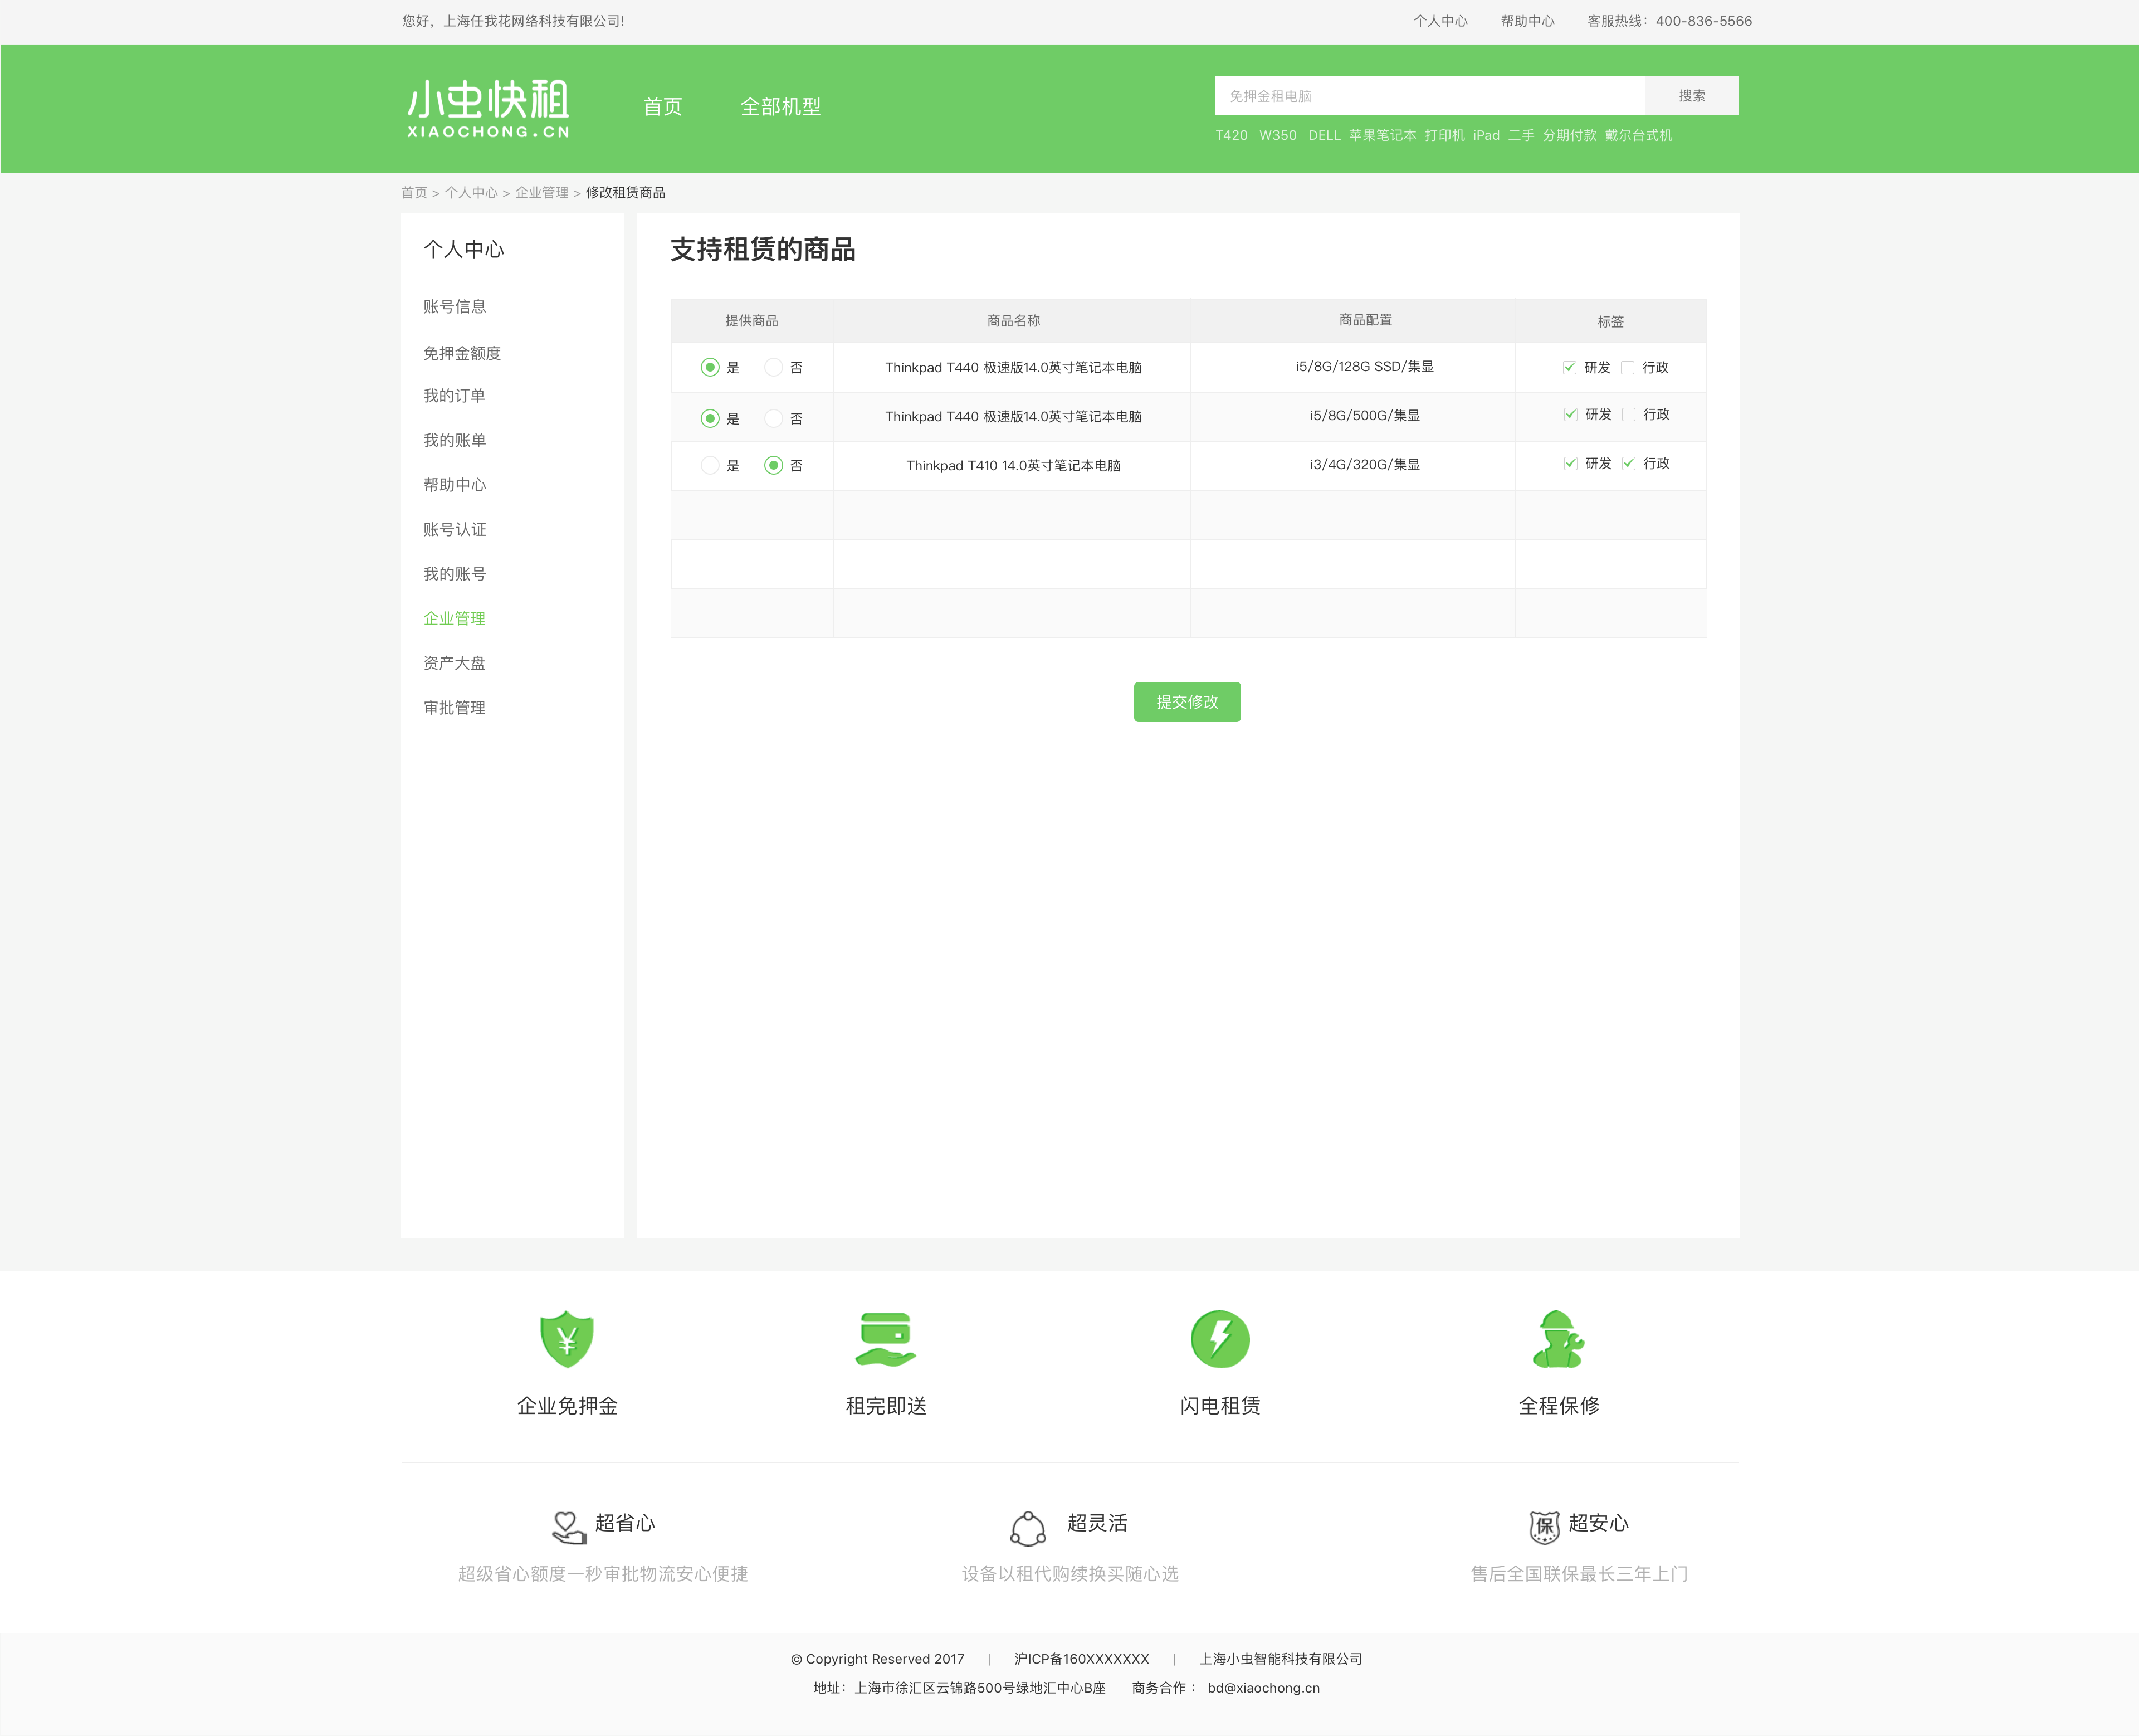 您好，上海任我花网络科技有限公司! 个人中心 帮助中心 客服热线：400-836-5566
小虫快租
XIAOCHONG.CN
首页 全部机型
免押金租电脑 搜索
T420 W350 DELL 苹果笔记本 打印机 iPad 二手 分期付款 戴尔台式机
首页 > 个人中心 > 企业管理 > 修改租赁商品
个人中心
账号信息
免押金额度
我的订单
我的账单
帮助中心
账号认证
我的账号
企业管理
资产大盘
审批管理
支持租赁的商品
提供商品 商品名称 商品配置 标签
是 否 Thinkpad T440 极速版14.0英寸笔记本电脑 i5/8G/128G SSD/集显 研发 行政
是 否 Thinkpad T440 极速版14.0英寸笔记本电脑 i5/8G/500G/集显 研发 行政
是 否 Thinkpad T410 14.0英寸笔记本电脑 i3/4G/320G/集显 研发 行政
提交修改
¥
企业免押金 租完即送 闪电租赁 全程保修
超省心 超灵活 保 超安心
超级省心额度一秒审批物流安心便捷 设备以租代购续换买随心选 售后全国联保最长三年上门
© Copyright Reserved 2017 | 沪ICP备160XXXXXXX | 上海小虫智能科技有限公司
地址：上海市徐汇区云锦路500号绿地汇中心B座 商务合作： bd@xiaochong.cn